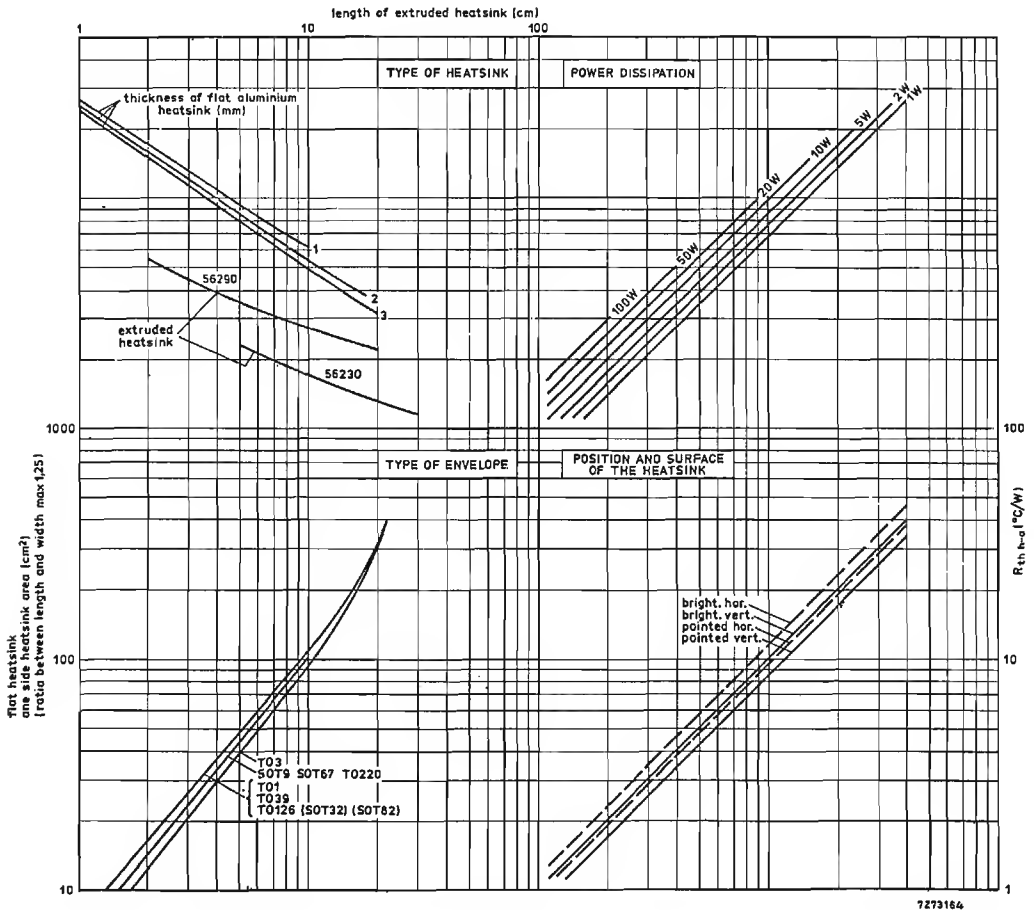 length of extruded heatsink (cm)
1
10
100
TYPE OF HEATSINK
POWER DISSIPATION
thickness of flat aluminium
heatsink (mm)
2W
1W
5W
10W
20W
50W
100W
1
2
3
56290
extruded
heatsink
56230
1000
100
TYPE OF ENVELOPE
POSITION AND SURFACE
OF THE HEATSINK
flat heatsink
one side heatsink area (cm²)
(ratio between length and width max 1,25)
Rth h-a (°C/W)
bright. hor.
bright. vert.
pointed hor.
pointed vert.
100
10
TO3
SOT9 SOT67 TO220
TO1
TO39
TO126 (SOT32) (SOT82)
10
1
7Z73164